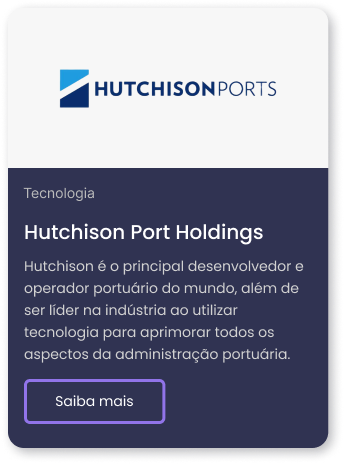 HUTCHISONPORTS
Tecnologia
Hutchison Port Holdings
Hutchison é o principal desenvolvedor e
operador portuário do mundo, além de
ser líder na indústria ao utilizar
tecnologia para aprimorar todos os
aspectos da administração portuária.
Saiba mais